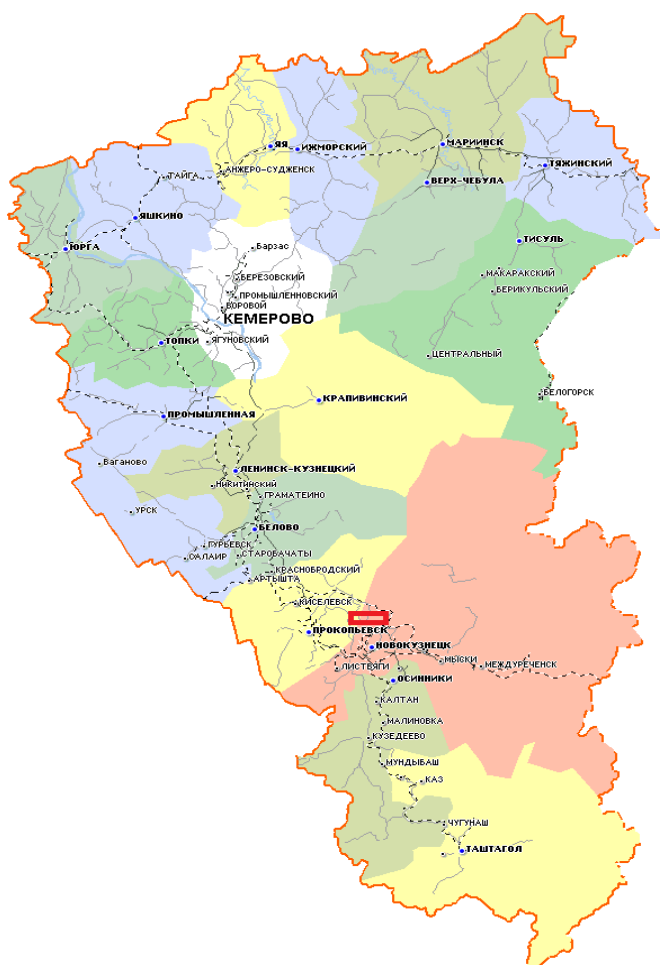 ЯЯ
ИЖМОРСКИЙ
МАРИИНСК
ТЯЖИНСКИЙ
ТАЙГА
АНЖЕРО-СУДЖЕНСК
ВЕРХ-ЧЕБУЛА
ЯШКИНО
ЮРГА
Барзас
ТИСУЛЬ
БЕРЕЗОВСКИЙ
МАКАРАКСКИЙ
БЕРИКУЛЬСКИЙ
ПРОМЫШЛЕННОВСКИЙ
БОРОВОЙ
КЕМЕРОВО
ТОПКИ
ЯГУНОВСКИЙ
ЦЕНТРАЛЬНЫЙ
БЕЛОГОРСК
КРАПИВИНСКИЙ
ПРОМЫШЛЕННАЯ
Ваганово
ЛЕНИНСК-КУЗНЕЦКИЙ
НИКИТИНСКИЙ
ГРАМАТЕИНО
УРСК
БЕЛОВО
ГУРЬЕВСК
САЛАИР
СТАРОБАЧАТЫ
КРАСНОБРОДСКИЙ
АРТЫШТА
КИСЕЛЕВСК
ПРОКОПЬЕВСК
НОВОКУЗНЕЦК
ЛИСТВЯГИ
МЫСКИ
МЕЖДУРЕЧЕНСК
ОСИННИКИ
КАЛТАН
МАЛИНОВКА
КУЗЕДЕЕВО
МУНДЫБАШ
КАЗ
ЧУГУНАШ
ТАШТАГОЛ